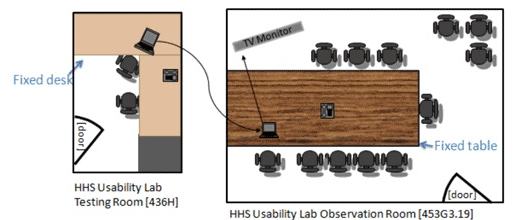 TV Monitor
Fixed desk
[door]
Fixed table
[door]
HHS Usability Lab
Testing Room [436H]
HHS Usability Lab Observation Room [453G3.19]